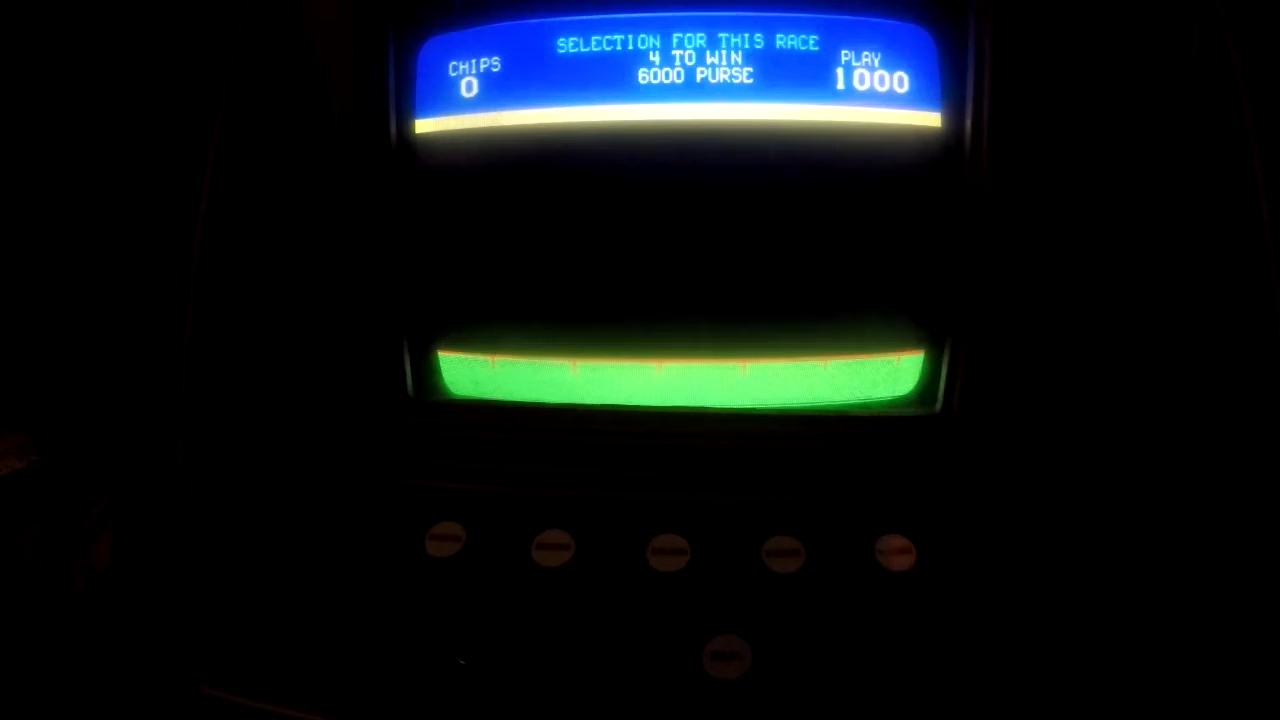 SELECTION FOR THIS RACE
4 TO WIN
6000 PURSE
CHIPS
0
PLAY
1000